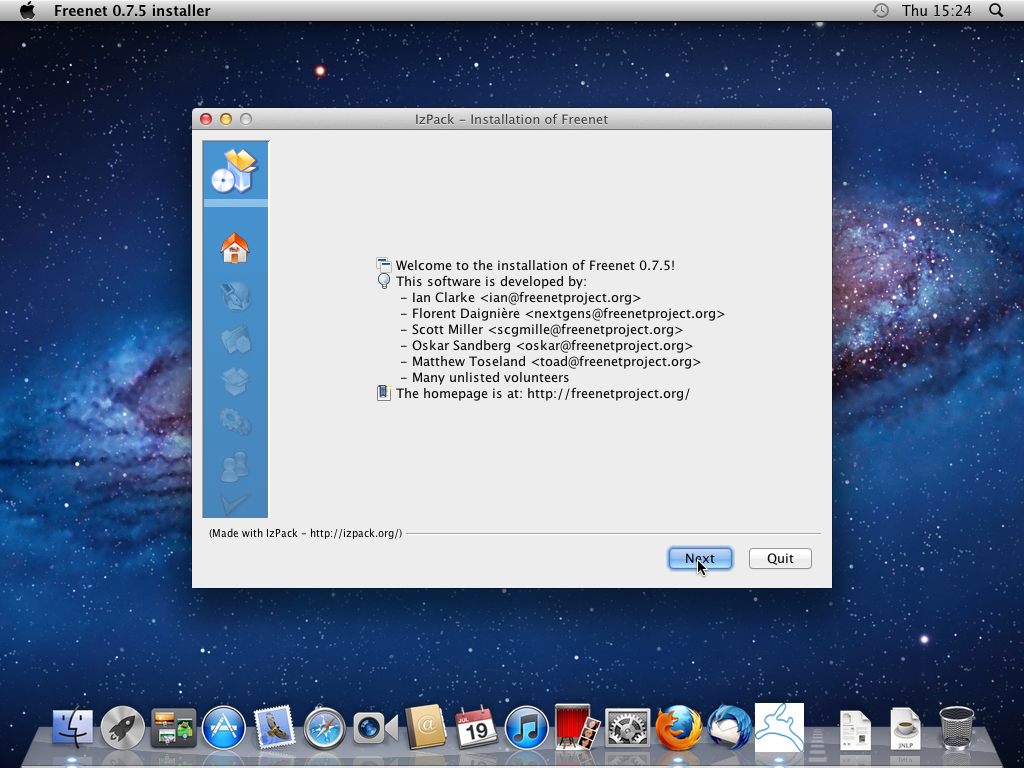 Freenet 0.7.5 installer
Thu 15:24
IzPack – Installation of Freenet
Welcome to the installation of Freenet 0.7.5!
This software is developed by:
– Ian Clarke <ian@freenetproject.org>
– Florent Daignière <nextgens@freenetproject.org>
– Scott Miller <scgmille@freenetproject.org>
– Oskar Sandberg <oskar@freenetproject.org>
– Matthew Toseland <toad@freenetproject.org>
– Many unlisted volunteers
The homepage is at: http://freenetproject.org/
(Made with IzPack – http://izpack.org/)
Next
Quit
JUL
19
JNLP